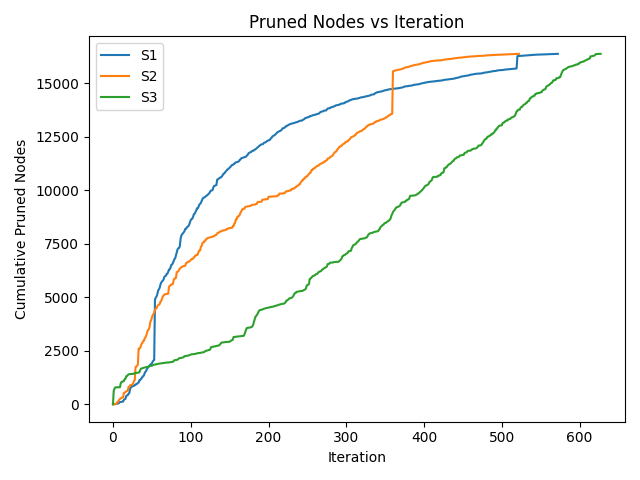 Pruned Nodes vs Iteration
S1
S2
S3
Cumulative Pruned Nodes
15000
12500
10000
7500
5000
2500
0
0 100 200 300 400 500 600
Iteration